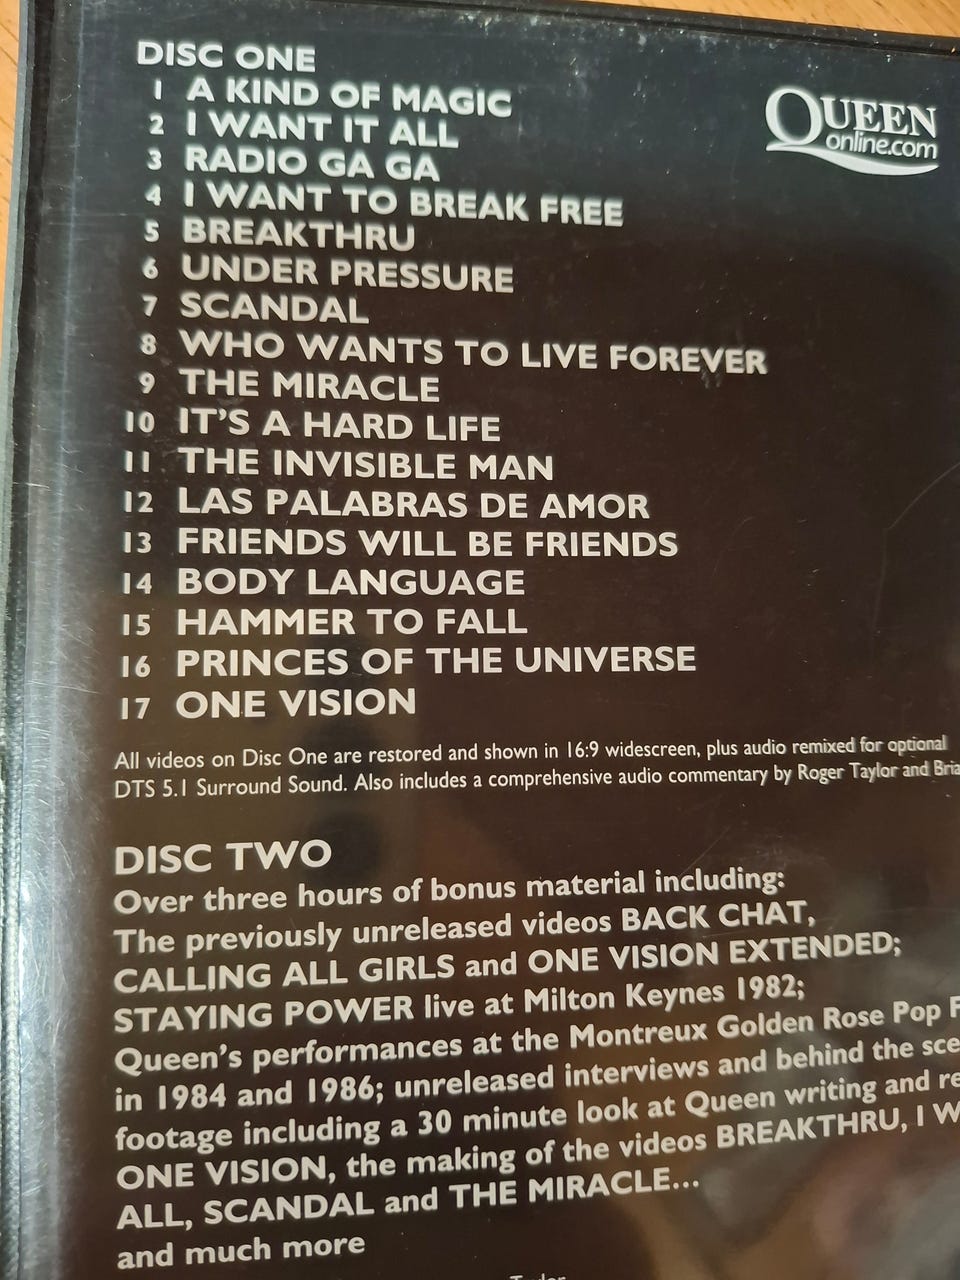 DISC ONE
1 A KIND OF MAGIC
2 I WANT IT ALL
3 RADIO GA GA
4 I WANT TO BREAK FREE
5 BREAKTHRU
6 UNDER PRESSURE
7 SCANDAL
8 WHO WANTS TO LIVE FOREVER
9 THE MIRACLE
10 IT'S A HARD LIFE
11 THE INVISIBLE MAN
12 LAS PALABRAS DE AMOR
13 FRIENDS WILL BE FRIENDS
14 BODY LANGUAGE
15 HAMMER TO FALL
16 PRINCES OF THE UNIVERSE
17 ONE VISION
QUEEN
online.com
All videos on Disc One are restored and shown in 16:9 widescreen, plus audio remixed for optional
DTS 5.1 Surround Sound. Also includes a comprehensive audio commentary by Roger Taylor and Bria
DISC TWO
Over three hours of bonus material including:
The previously unreleased videos BACK CHAT,
CALLING ALL GIRLS and ONE VISION EXTENDED;
STAYING POWER live at Milton Keynes 1982;
Queen's performances at the Montreux Golden Rose Pop F
in 1984 and 1986; unreleased interviews and behind the sce
footage including a 30 minute look at Queen writing and re
ONE VISION, the making of the videos BREAKTHRU, I W
ALL, SCANDAL and THE MIRACLE...
and much more